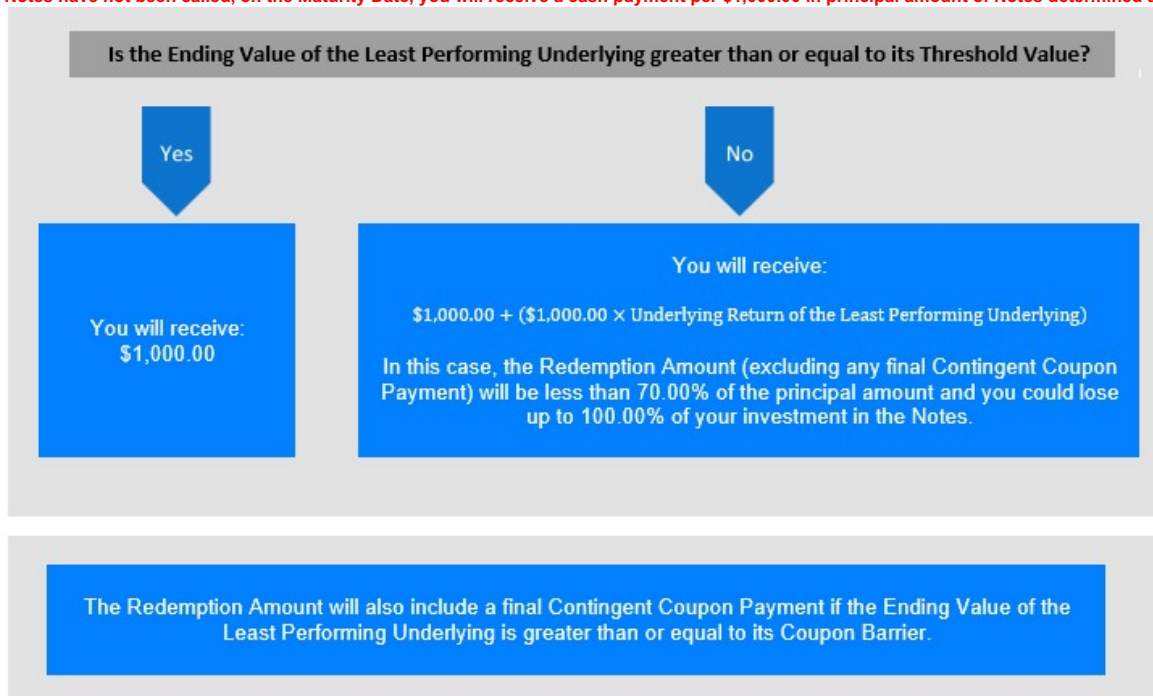 Notes have not been called, on the Maturity Date, you will receive a cash payment per $1,000.00 in principal amount of Notes determined
Is the Ending Value of the Least Performing Underlying greater than or equal to its Threshold Value?
Yes
No
You will receive:
$1,000.00
You will receive:
$1,000.00 + ($1,000.00 × Underlying Return of the Least Performing Underlying)
In this case, the Redemption Amount (excluding any final Contingent Coupon
Payment) will be less than 70.00% of the principal amount and you could lose
up to 100.00% of your investment in the Notes.
The Redemption Amount will also include a final Contingent Coupon Payment if the Ending Value of the
Least Performing Underlying is greater than or equal to its Coupon Barrier.